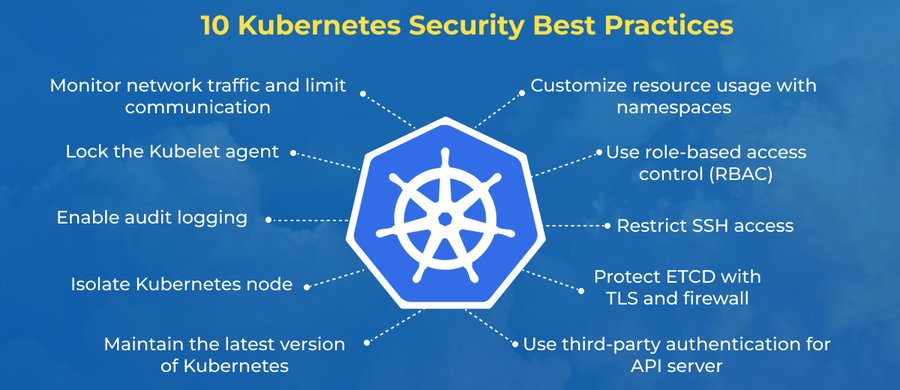 10 Kubernetes Security Best Practices
Monitor network traffic and limit
communication
Lock the Kubelet agent
Enable audit logging
Isolate Kubernetes node
Maintain the latest version
of Kubernetes
Customize resource usage with
namespaces
Use role-based access
control (RBAC)
Restrict SSH access
Protect ETCD with
TLS and firewall
Use third-party authentication for
API server